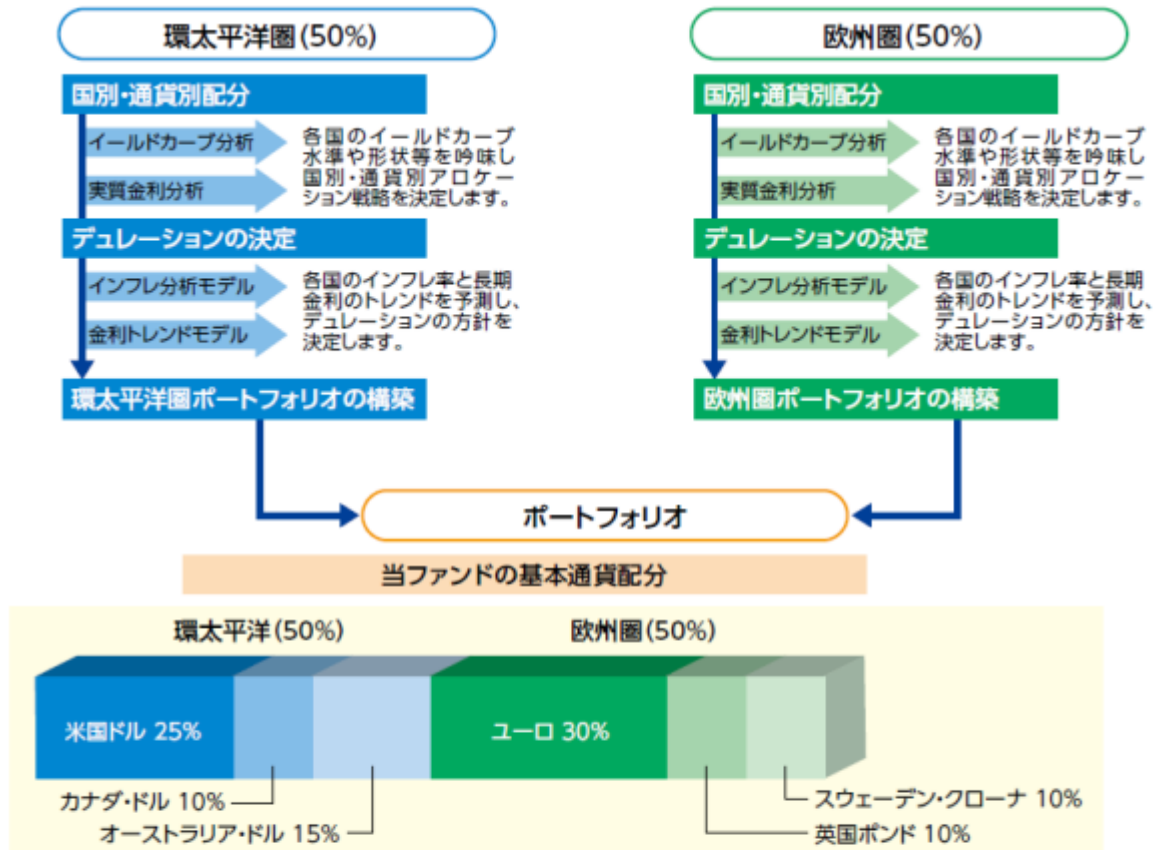 環太平洋圏(50%)
国別・通貨別配分
イールドカーブ分析
実質金利分析
各国のイールドカーブ
水準や形状等を吟味し
国別・通貨別アロケー
ション戦略を決定します。
デュレーションの決定
インフレ分析モデル
金利トレンドモデル
各国のインフレ率と長期
金利のトレンドを予測し、
デュレーションの方針を
決定します。
環太平洋圏ポートフォリオの構築
欧州圏(50%)
国別・通貨別配分
イールドカーブ分析
実質金利分析
各国のイールドカーブ
水準や形状等を吟味し
国別・通貨別アロケー
ション戦略を決定します。
デュレーションの決定
インフレ分析モデル
金利トレンドモデル
各国のインフレ率と長期
金利のトレンドを予測し、
デュレーションの方針を
決定します。
欧州圏ポートフォリオの構築
ポートフォリオ
当ファンドの基本通貨配分
環太平洋(50%)
欧州圏(50%)
米国ドル 25%
ユーロ 30%
カナダ・ドル 10%
オーストラリア・ドル 15%
スウェーデン・クローナ 10%
英国ポンド 10%